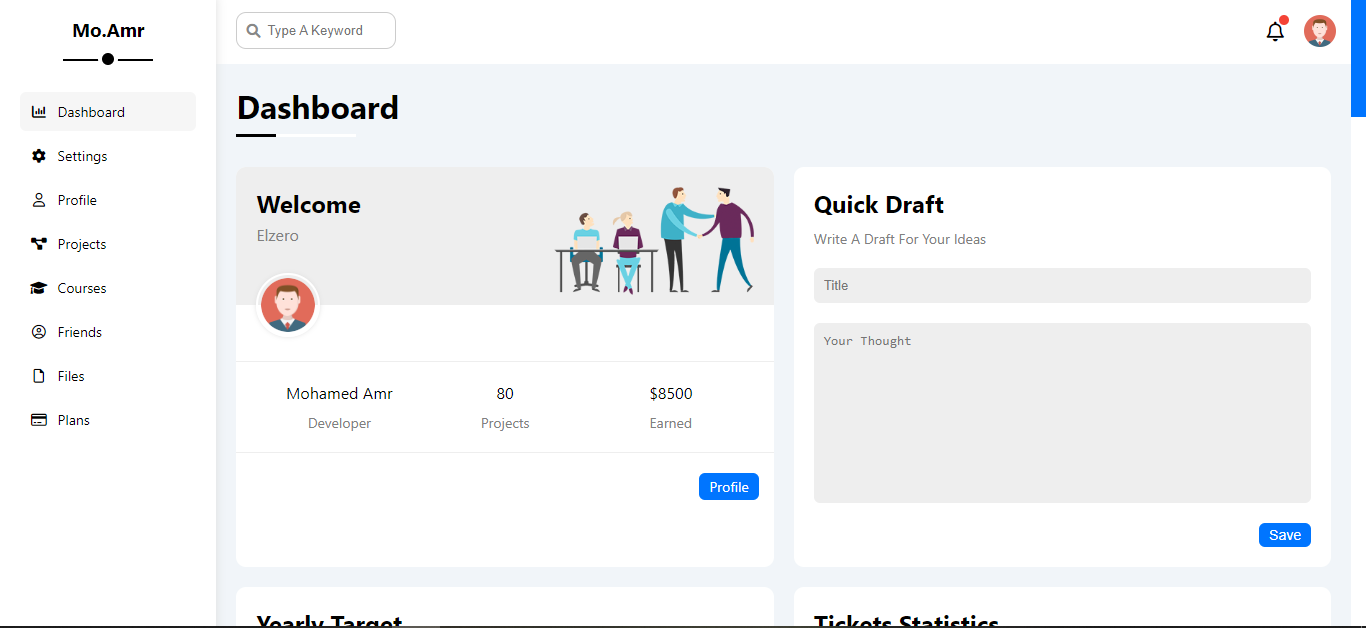 Mo.Amr
Type A Keyword
Dashboard
Settings
Profile
Projects
Courses
Friends
Files
Plans
Dashboard
Welcome
Elzero
Mohamed Amr
Developer
80
Projects
$8500
Earned
Profile
Quick Draft
Write A Draft For Your Ideas
Title
Your Thought
Save
Yearly Target
Tickets Statistics